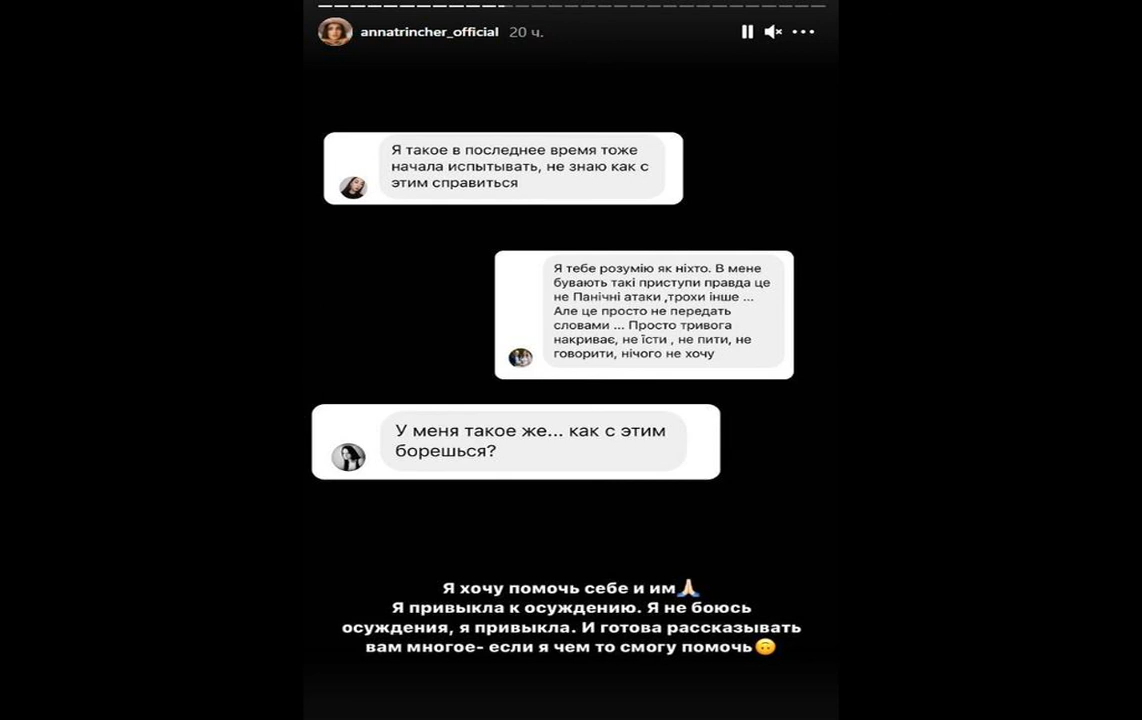 annatrincher_official 20 ч.
Я такое в последнее время тоже
начала испытывать, не знаю как с
этим справиться
Я тебе розумію як ніхто. В мене
бувають такі приступи правда це
не Панічні атаки ,трохи інше ...
Але це просто не передать
словами ... Просто тривога
накриває, не їсти , не пити, не
говорити, нічого не хочу
У меня такое же... как с этим
борешься?
Я хочу помочь себе и им🙏🏻
Я привыкла к осуждению. Я не боюсь
осуждения, я привыкла. И готова рассказывать
вам многое- если я чем то смогу помочь🙃